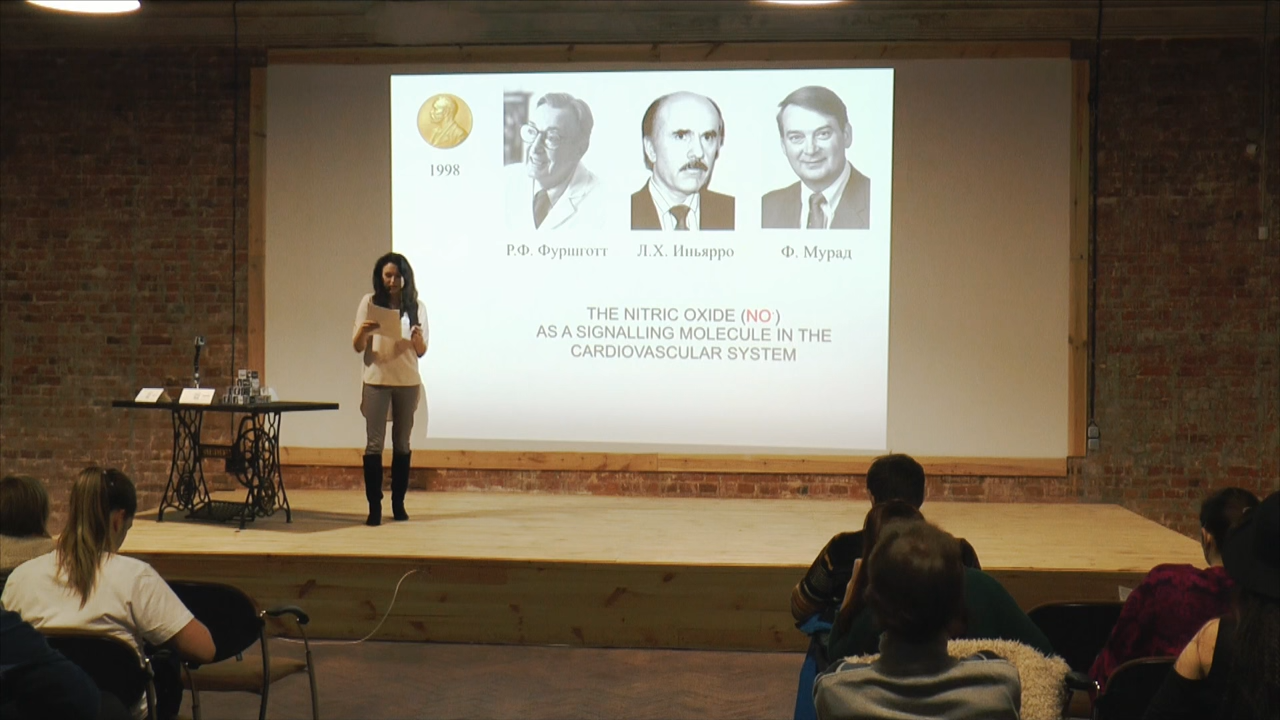 1998
Р.Ф. Фуршготт
Л.Х. Иньярро
Ф. Мурад
THE NITRIC OXIDE (NO·)
AS A SIGNALLING MOLECULE IN THE
CARDIOVASCULAR SYSTEM